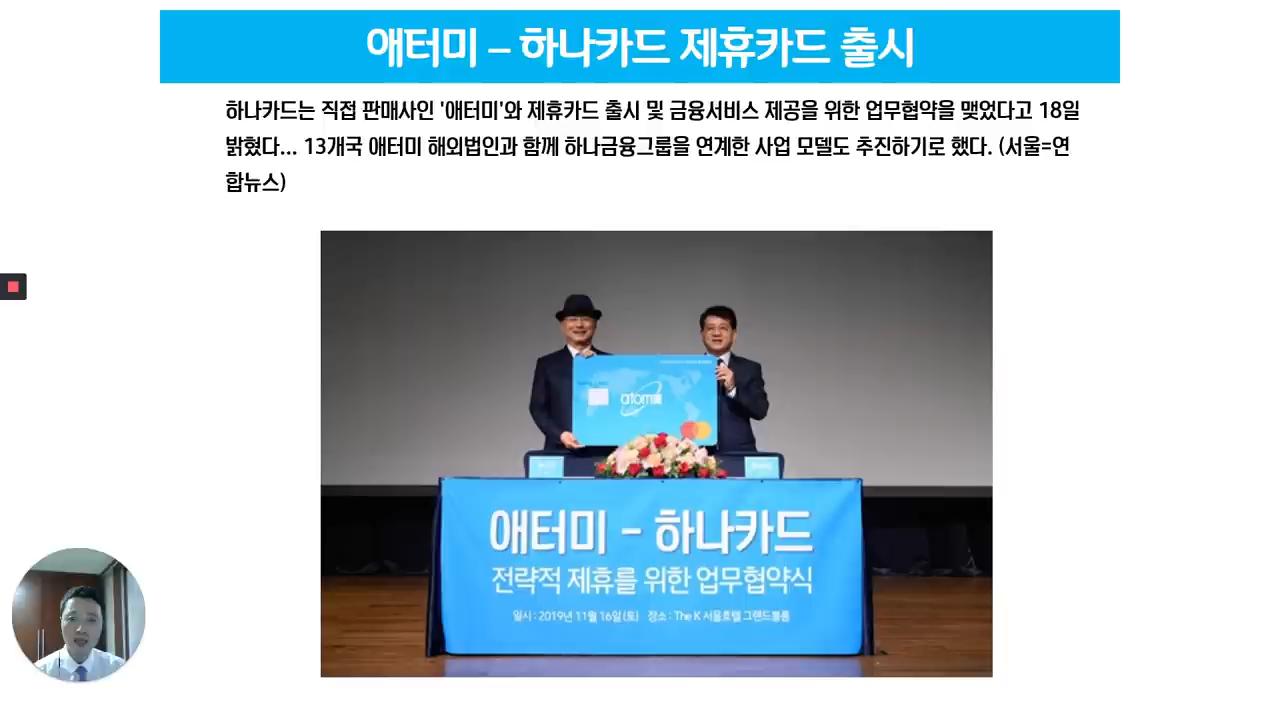 애터미 – 하나카드 제휴카드 출시
하나카드는 직접 판매사인 '애터미'와 제휴카드 출시 및 금융서비스 제공을 위한 업무협약을 맺었다고 18일
밝혔다... 13개국 애터미 해외법인과 함께 하나금융그룹을 연계한 사업 모델도 추진하기로 했다. (서울=연
합뉴스)
atom美
애터미 - 하나카드
전략적 제휴를 위한 업무협약식
일시 : 2019년 11월 16일(토) 장소 : The K 서울호텔 그랜드볼룸